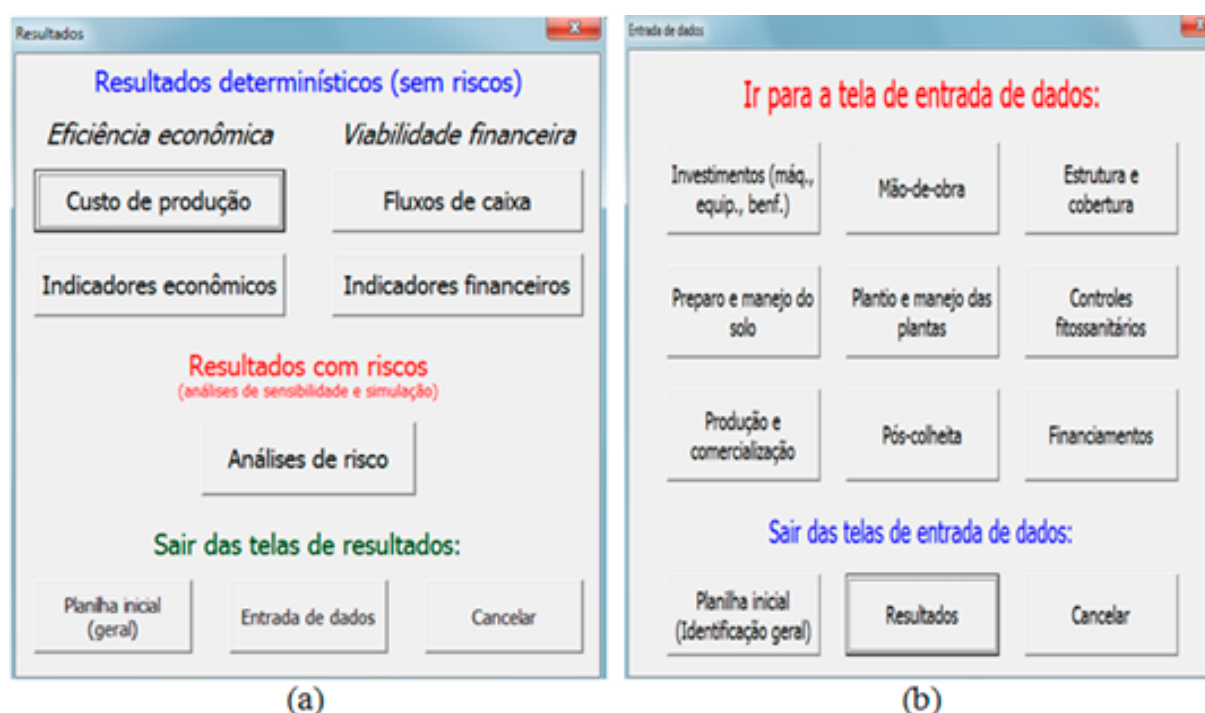 Resultados
Resultados determinísticos (sem riscos)
Eficiência econômica
Viabilidade financeira
Custo de produção
Fluxos de caixa
Indicadores econômicos
Indicadores financeiros
Resultados com riscos
(análises de sensibilidade e simulação)
Análises de risco
Sair das telas de resultados:
Planilha inicial
(geral)
Entrada de dados
Cancelar
(a)
Entrada de dados
Ir para a tela de entrada de dados:
Investimentos (máq.,
equip., benf.)
Mão-de-obra
Estrutura e
cobertura
Preparo e manejo do
solo
Plantio e manejo das
plantas
Controles
fitossanitários
Produção e
comercialização
Pós-colheita
Financiamentos
Sair das telas de entrada de dados:
Planilha inicial
(Identificação geral)
Resultados
Cancelar
(b)